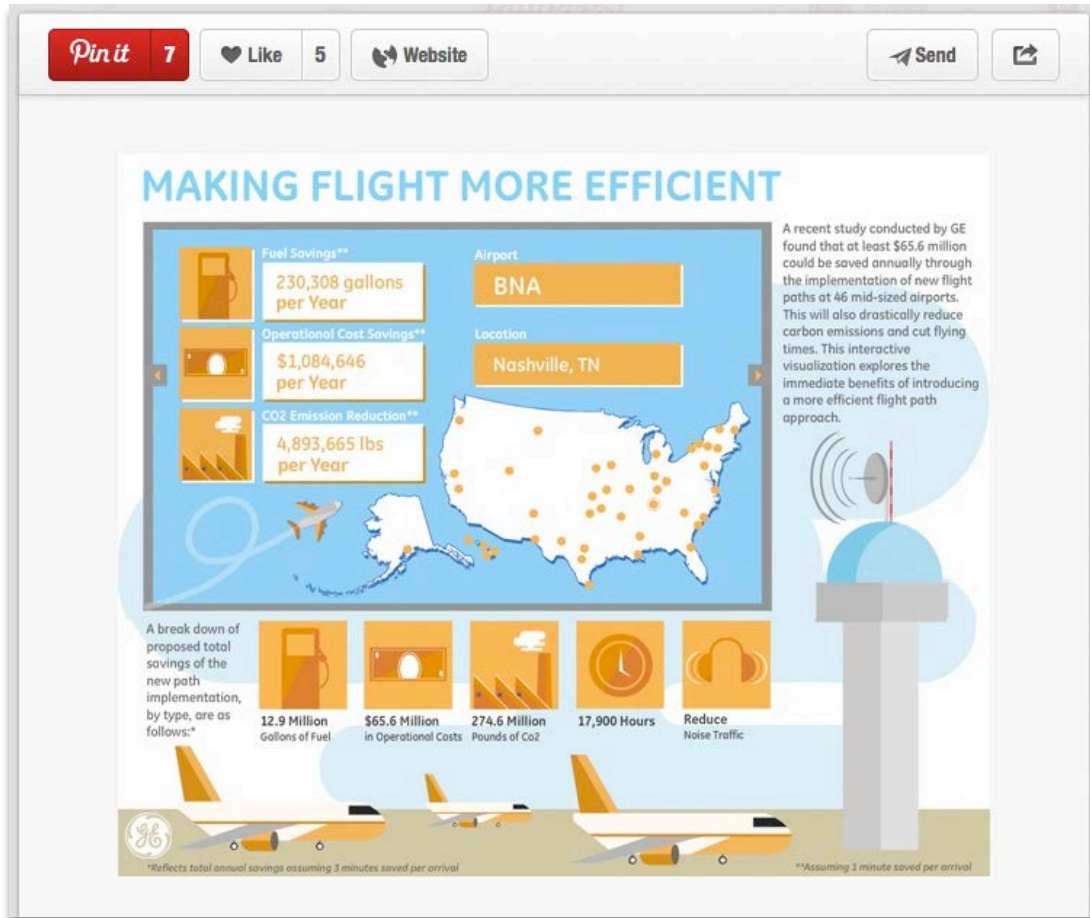 Pin it 7
Like 5
Website
Send
MAKING FLIGHT MORE EFFICIENT
Fuel Savings**
230,308 gallons
per Year
Operational Cost Savings**
$1,084,646
per Year
CO2 Emission Reduction**
4,893,665 lbs
per Year
Airport
BNA
Location
Nashville, TN
A recent study conducted by GE
found that at least $65.6 million
could be saved annually through
the implementation of new flight
paths at 46 mid-sized airports.
This will also drastically reduce
carbon emissions and cut flying
times. This interactive
visualization explores the
immediate benefits of introducing
a more efficient flight path
approach.
A break down of
proposed total
savings of the
new path
implementation,
by type, are as
follows:*
12.9 Million
Gallons of Fuel
$65.6 Million
in Operational Costs
274.6 Million
Pounds of Co2
17,900 Hours
Reduce
Noise Traffic
GE
*Reflects total annual savings assuming 3 minutes saved per arrival
**Assuming 1 minute saved per arrival